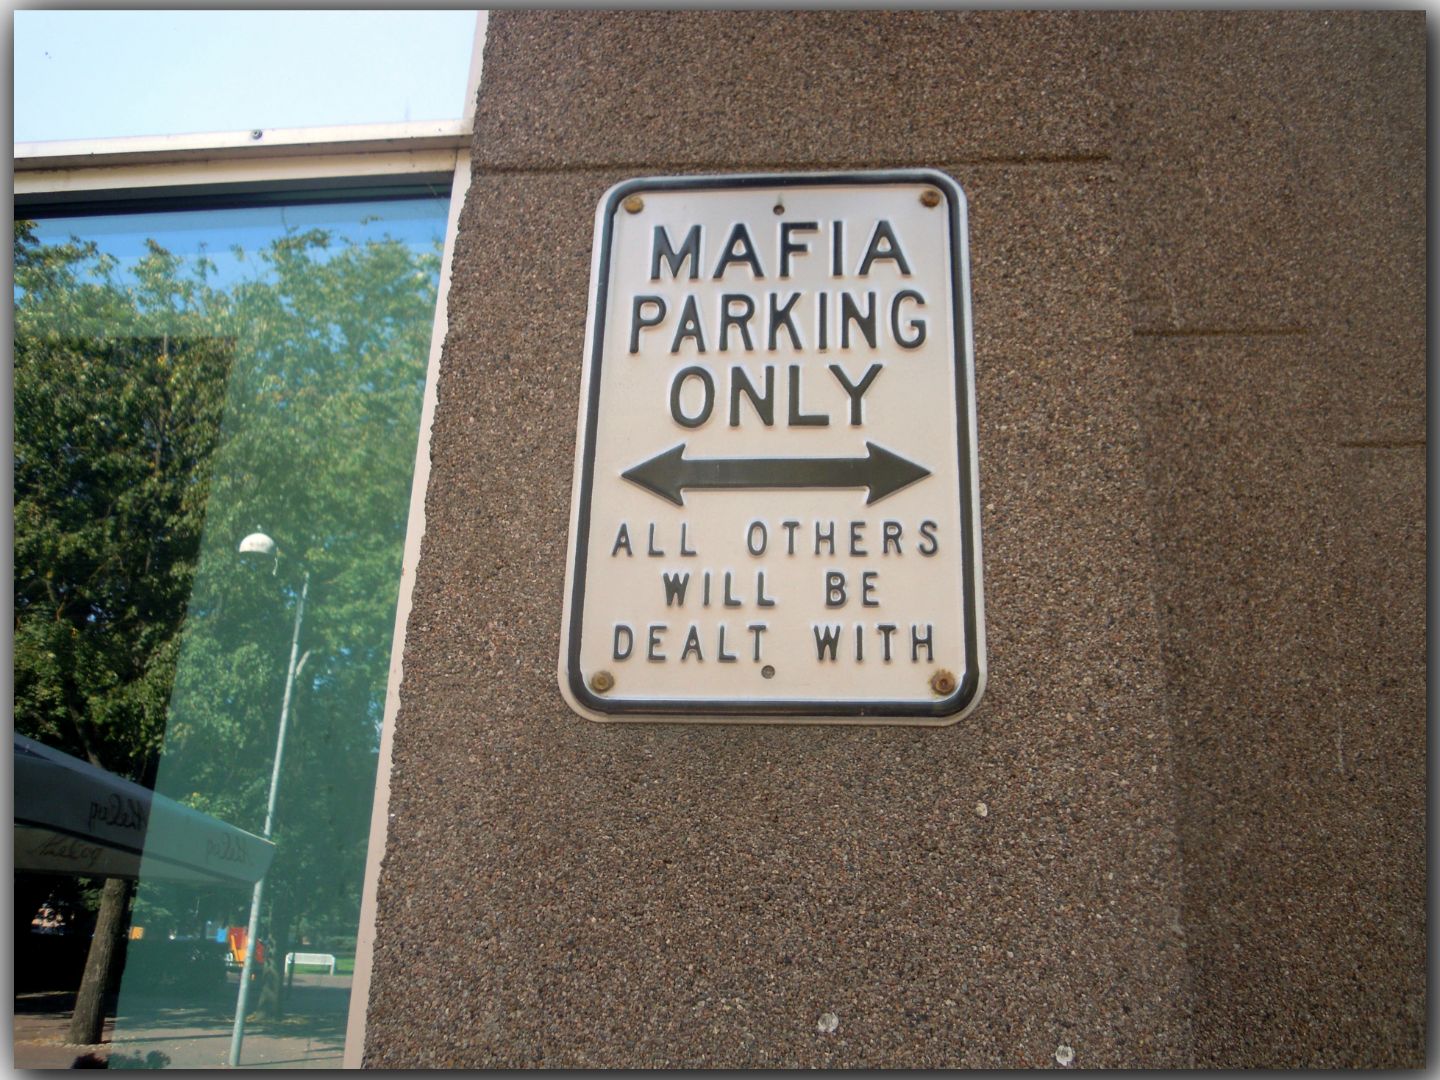 MAFIA
PARKING
ONLY
ALL OTHERS
WILL BE
DEALT WITH